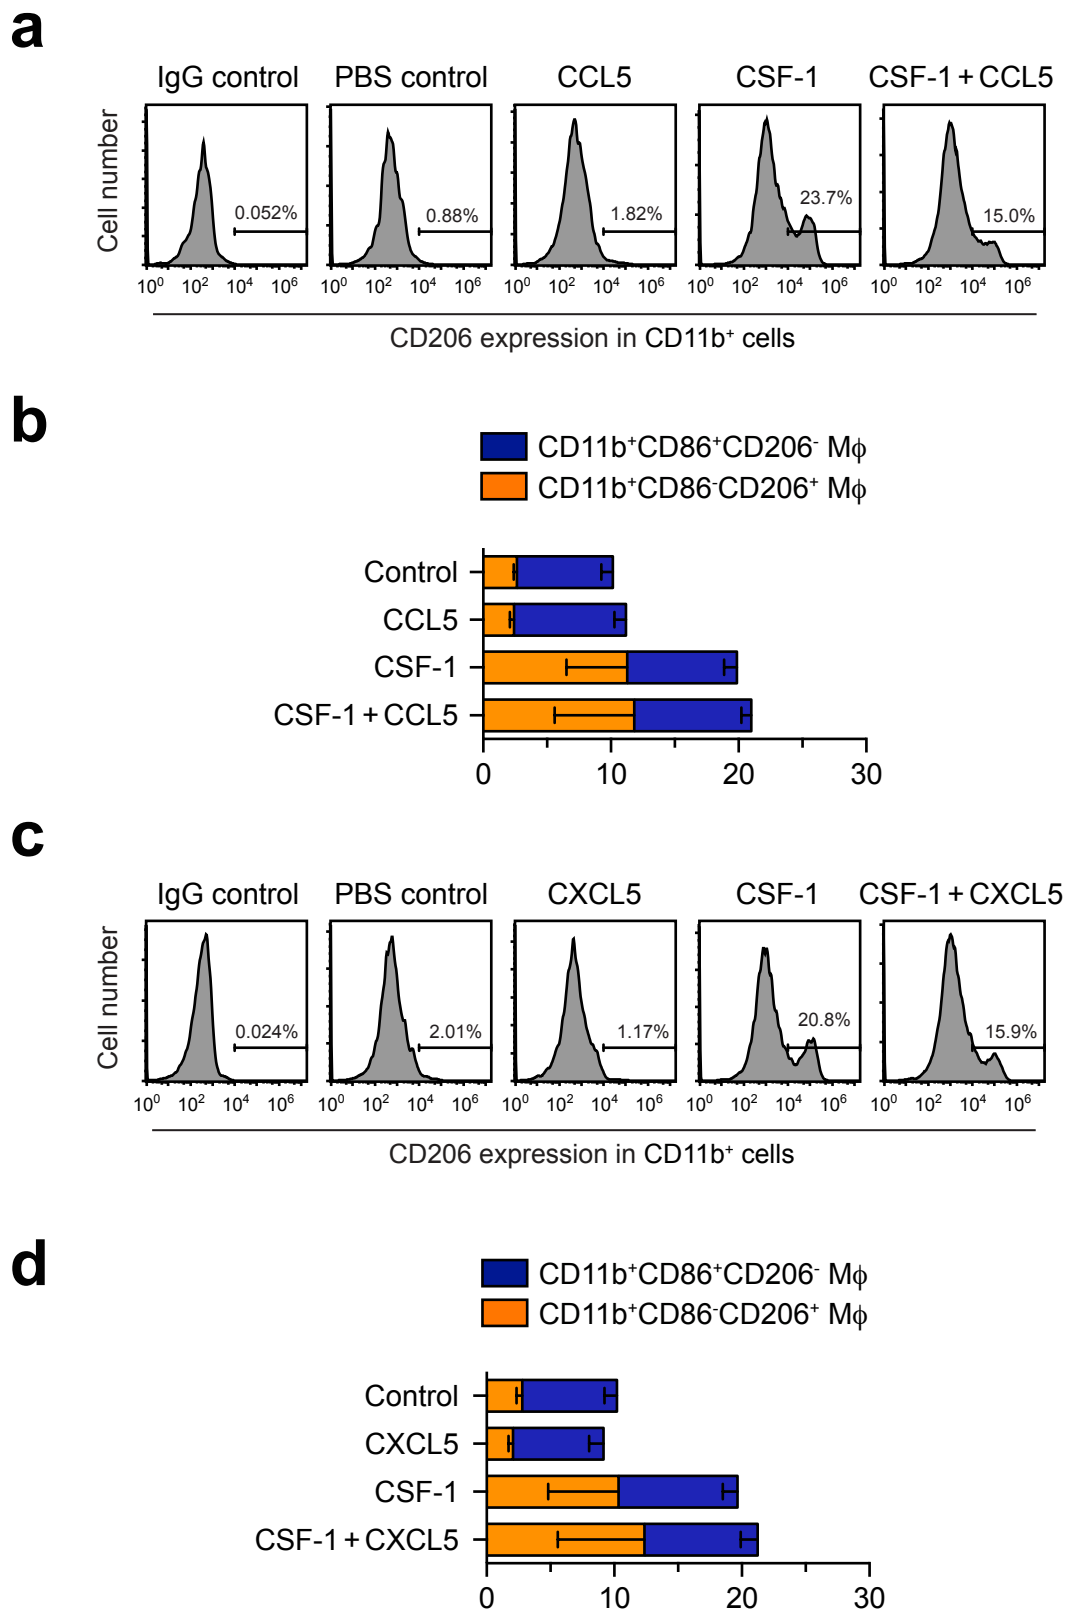 a
IgG control PBS control CCL5 CSF-1 CSF-1 + CCL5
Cell number
0.052% 0.88% 1.82% 23.7% 15.0%
10⁰ 10² 10⁴ 10⁶ 10⁰ 10² 10⁴ 10⁶ 10⁰ 10² 10⁴ 10⁶ 10⁰ 10² 10⁴ 10⁶ 10⁰ 10² 10⁴ 10⁶
CD206 expression in CD11b⁺ cells
b
CD11b⁺CD86⁺CD206⁻ Mϕ
CD11b⁺CD86⁻CD206⁺ Mϕ
Control
CCL5
CSF-1
CSF-1 + CCL5
0 10 20 30
c
IgG control PBS control CXCL5 CSF-1 CSF-1 + CXCL5
Cell number
0.024% 2.01% 1.17% 20.8% 15.9%
10⁰ 10² 10⁴ 10⁶ 10⁰ 10² 10⁴ 10⁶ 10⁰ 10² 10⁴ 10⁶ 10⁰ 10² 10⁴ 10⁶ 10⁰ 10² 10⁴ 10⁶
CD206 expression in CD11b⁺ cells
d
CD11b⁺CD86⁺CD206⁻ Mϕ
CD11b⁺CD86⁻CD206⁺ Mϕ
Control
CXCL5
CSF-1
CSF-1 + CXCL5
0 10 20 30